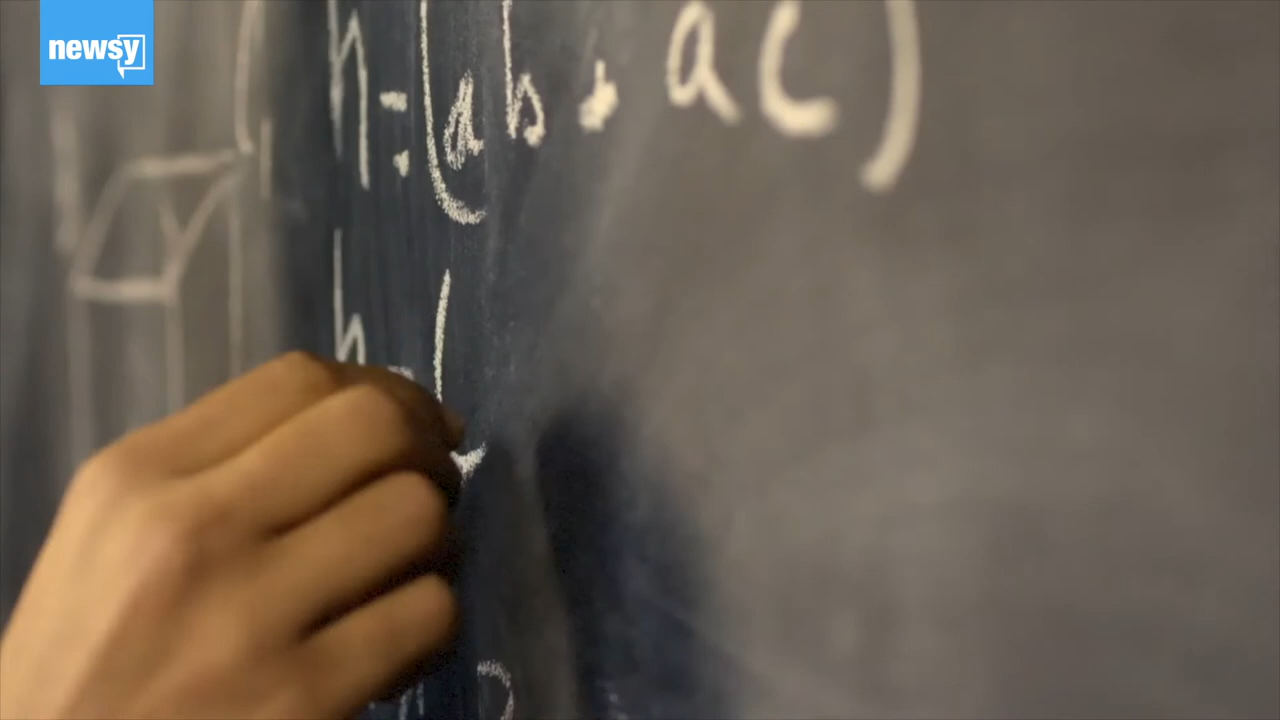 newsy
h = (ab + ac)
h